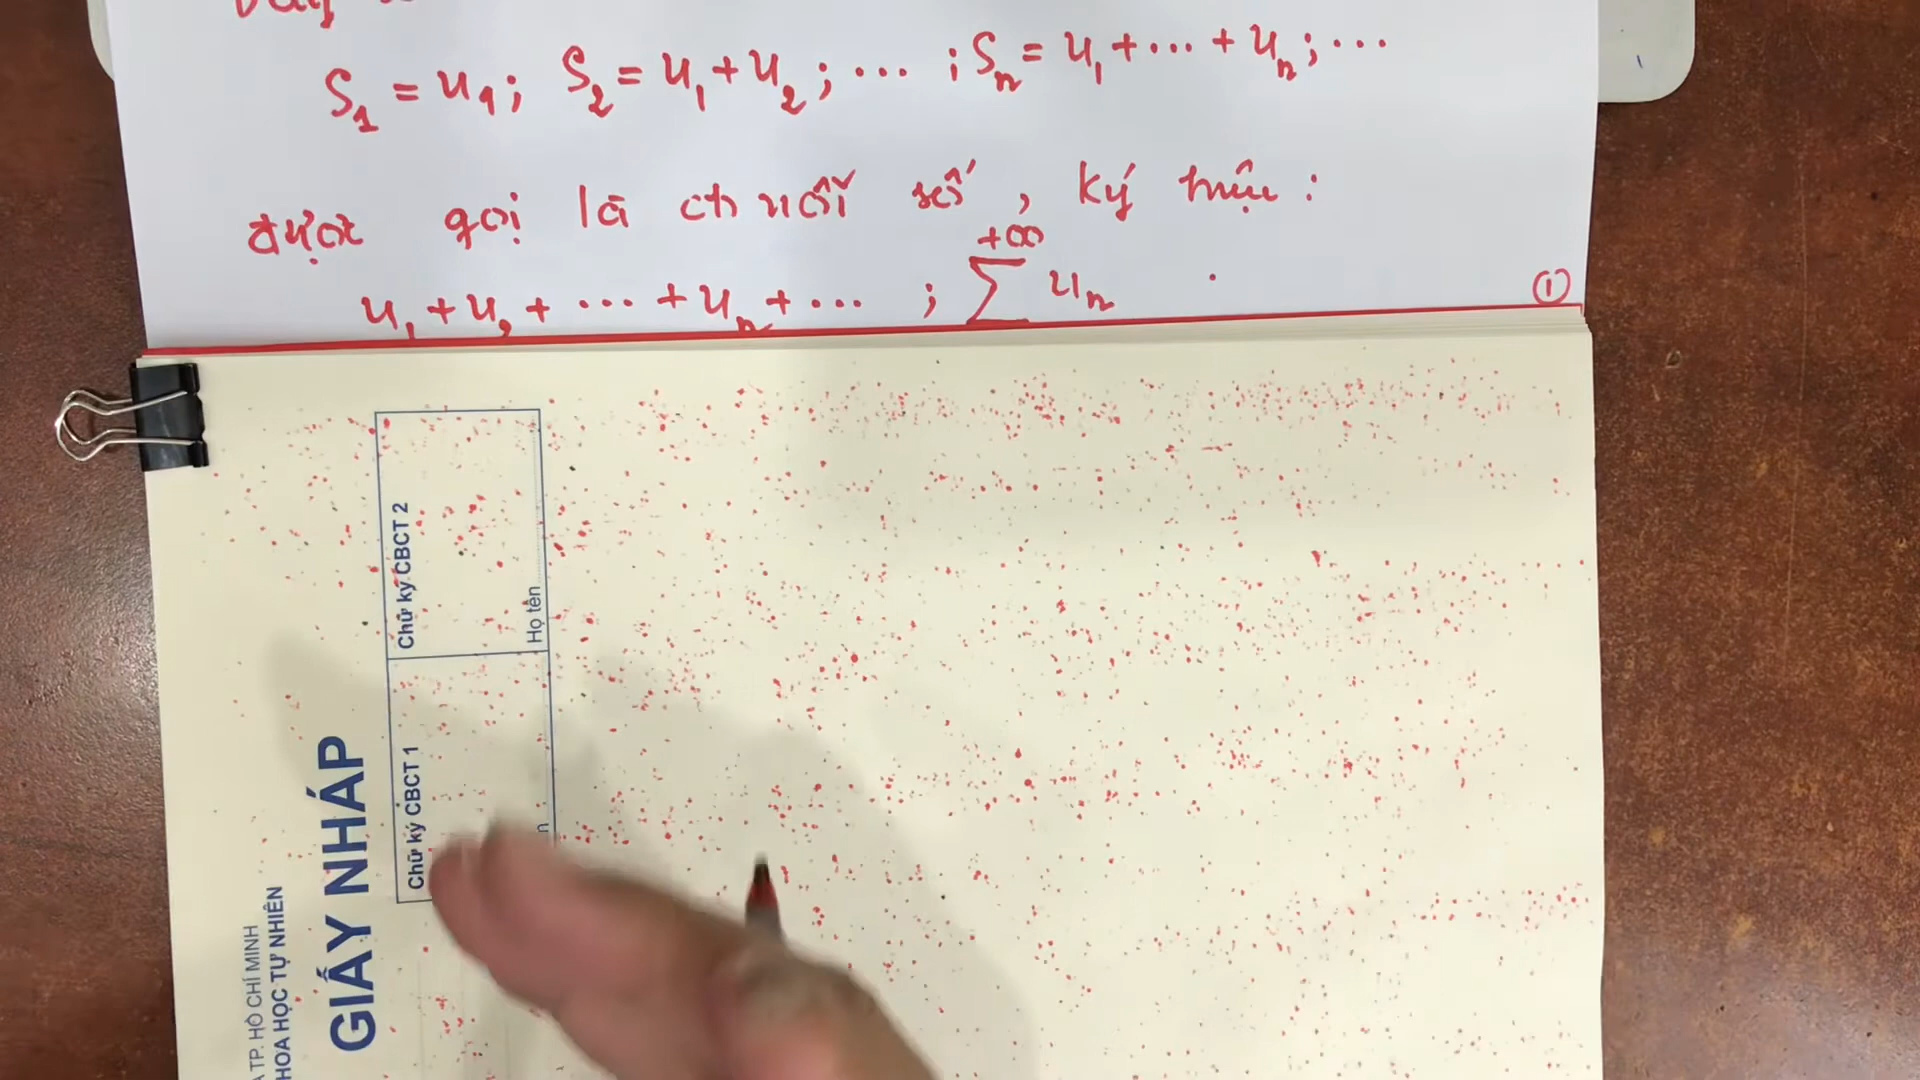 S₁ = u₁; S₂ = u₁ + u₂; ... ; Sₙ = u₁ + ... + uₙ; ...
được gọi là chuỗi số, ký hiệu:
u₁ + u₂ + ... + uₙ + ... ; ∑ +∞ uₙ .
①
Chữ ký CBCT 2
Họ tên
Chữ ký CBCT 1
GIẤY NHÁP
TP. HỒ CHÍ MINH
KHOA HỌC TỰ NHIÊN